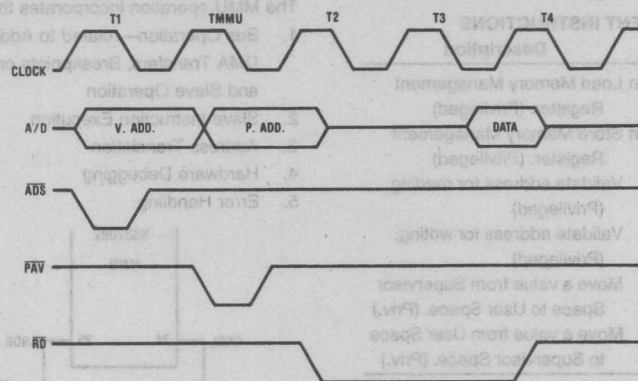 T1 TMMU T2 T3 T4
CLOCK
A/D V. ADD. P. ADD. DATA
ADS
PAV
RD
The MMU operation incorporates th
1. Bus Operation—related to Add
DMA Transfers, Breakpoints on
and Slave Operation
2. Slave Instruction Execution
3. Address Translation
4. Hardware Debugging
5. Error Handling
ENT INSTRUCTIONS
Description
Load Memory Management
Register. (Privileged)
Store Memory Management
Register. (Privileged)
Validate address for reading.
(Privileged)
Validate address for writing.
(Privileged)
Move a value from Supervisor
Space to User Space. (Priv.)
Move a value from User Space
to Supervisor Space. (Priv.)